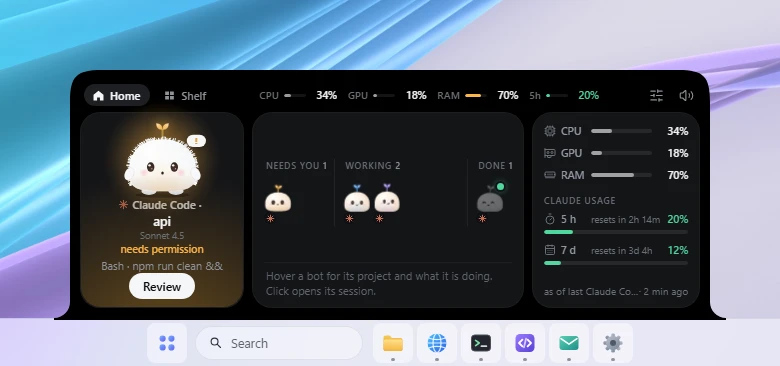 Home
Shelf
CPU 34% GPU 18% RAM 70% 5h 20%
!
Claude Code ·
api
Sonnet 4.5
needs permission
Bash · npm run clean &&
Review
NEEDS YOU 1
WORKING 2
DONE 1
Hover a bot for its project and what it is doing.
Click opens its session.
CPU 34%
GPU 18%
RAM 70%
CLAUDE USAGE
5 h resets in 2h 14m 20%
7 d resets in 3d 4h 12%
as of last Claude Co... · 2 min ago
Search